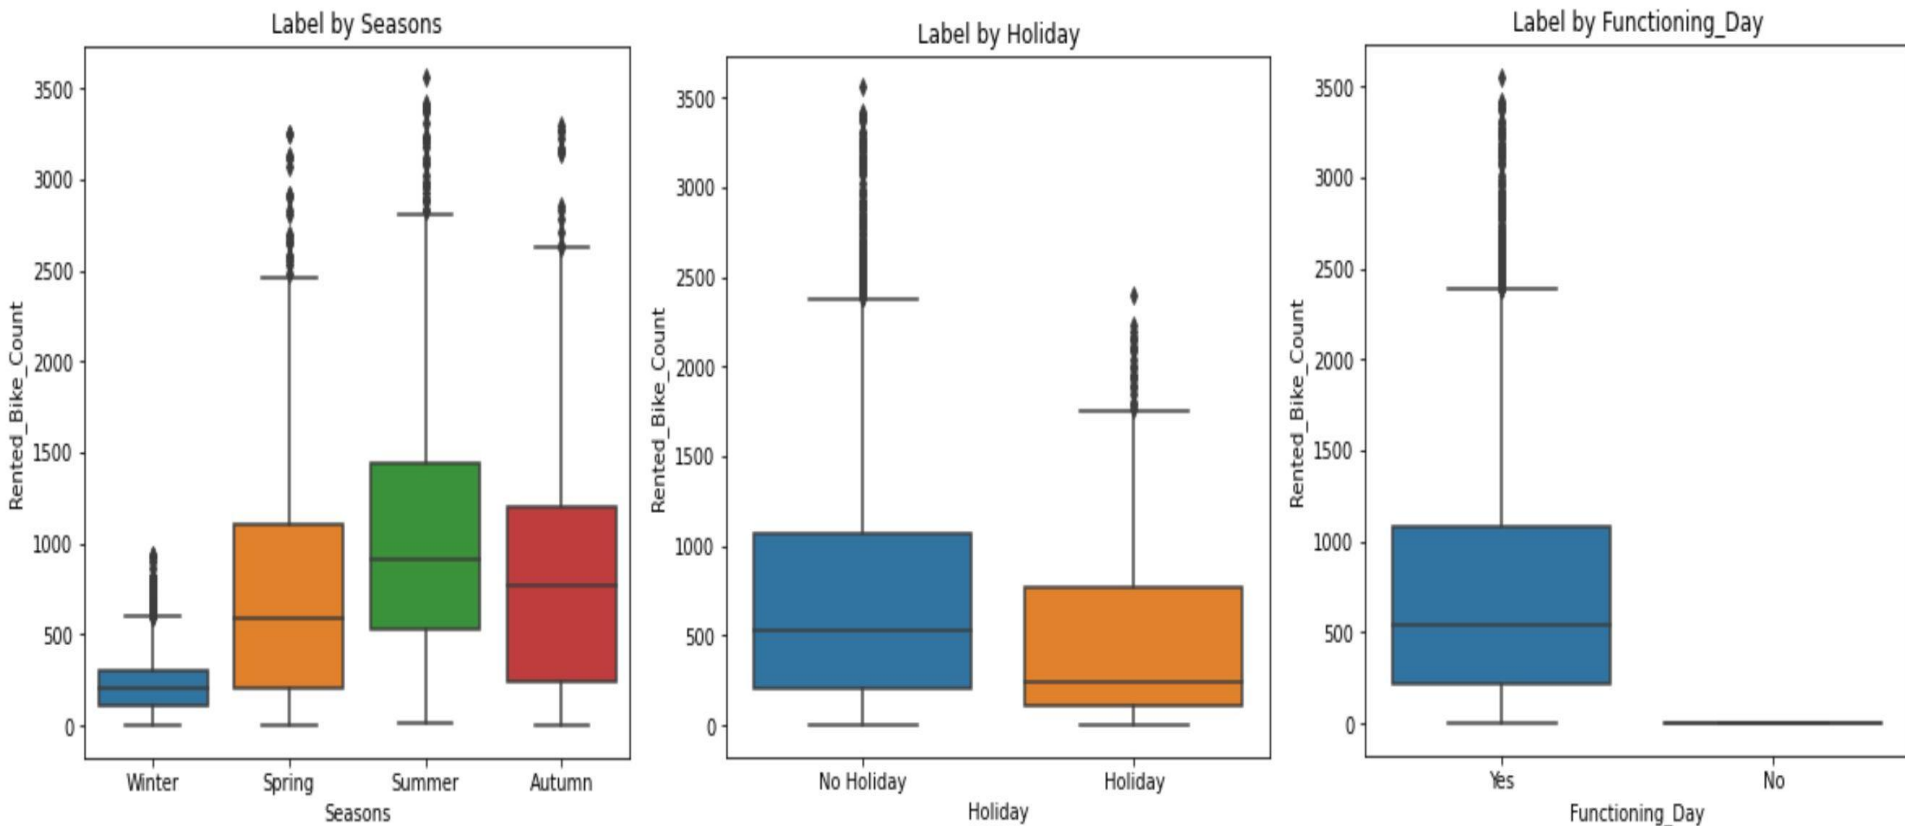 Label by Seasons
Rented_Bike_Count
3500
3000
2500
2000
1500
1000
500
0
Winter Spring Summer Autumn
Seasons
Label by Holiday
Rented_Bike_Count
3500
3000
2500
2000
1500
1000
500
0
No Holiday Holiday
Holiday
Label by Functioning_Day
Rented_Bike_Count
3500
3000
2500
2000
1500
1000
500
0
Yes No
Functioning_Day